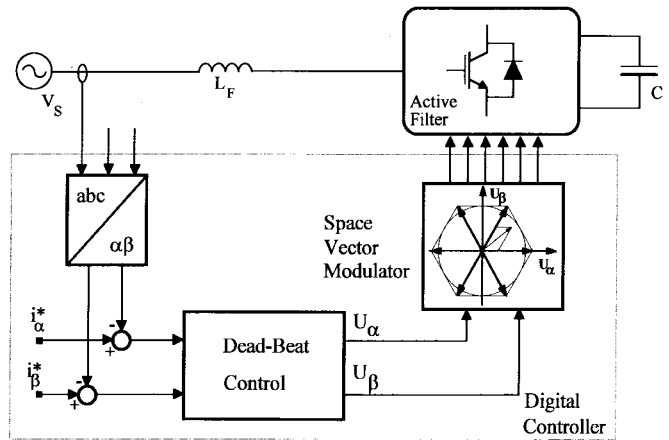 V_S
L_F
Active
Filter
C
abc
αβ
Space
Vector
Modulator
U_β
U_α
i*_α
-
+
i*_β
-
+
Dead-Beat
Control
U_α
U_β
Digital
Controller